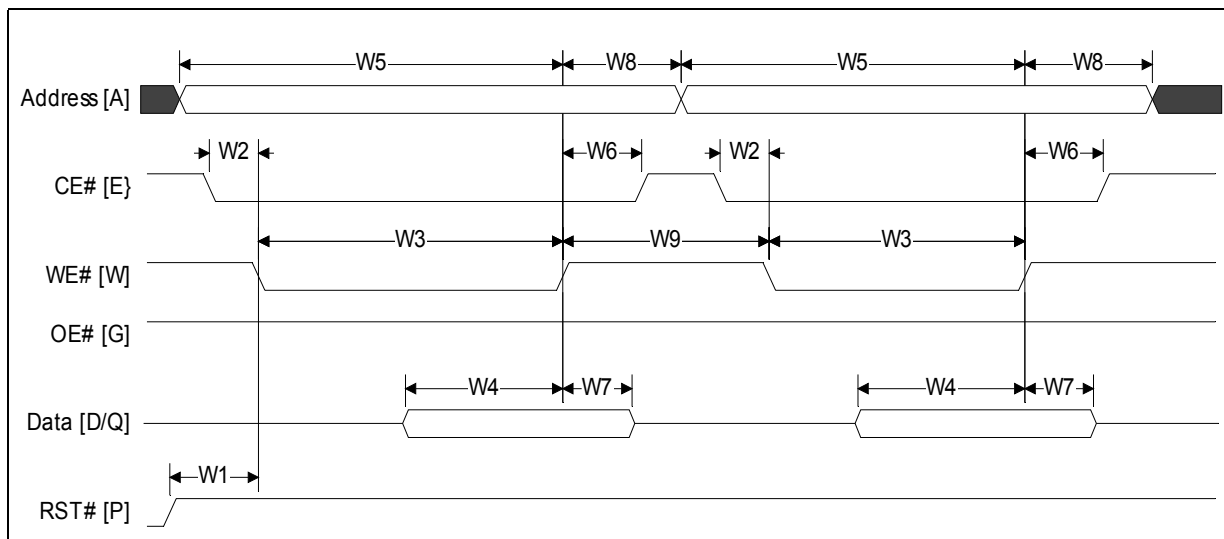 W5 W8 W5 W8
Address [A]
W2 W6 W2 W6
CE# [E}
W3 W9 W3
WE# [W]
OE# [G]
W4 W7 W4 W7
Data [D/Q]
W1
RST# [P]